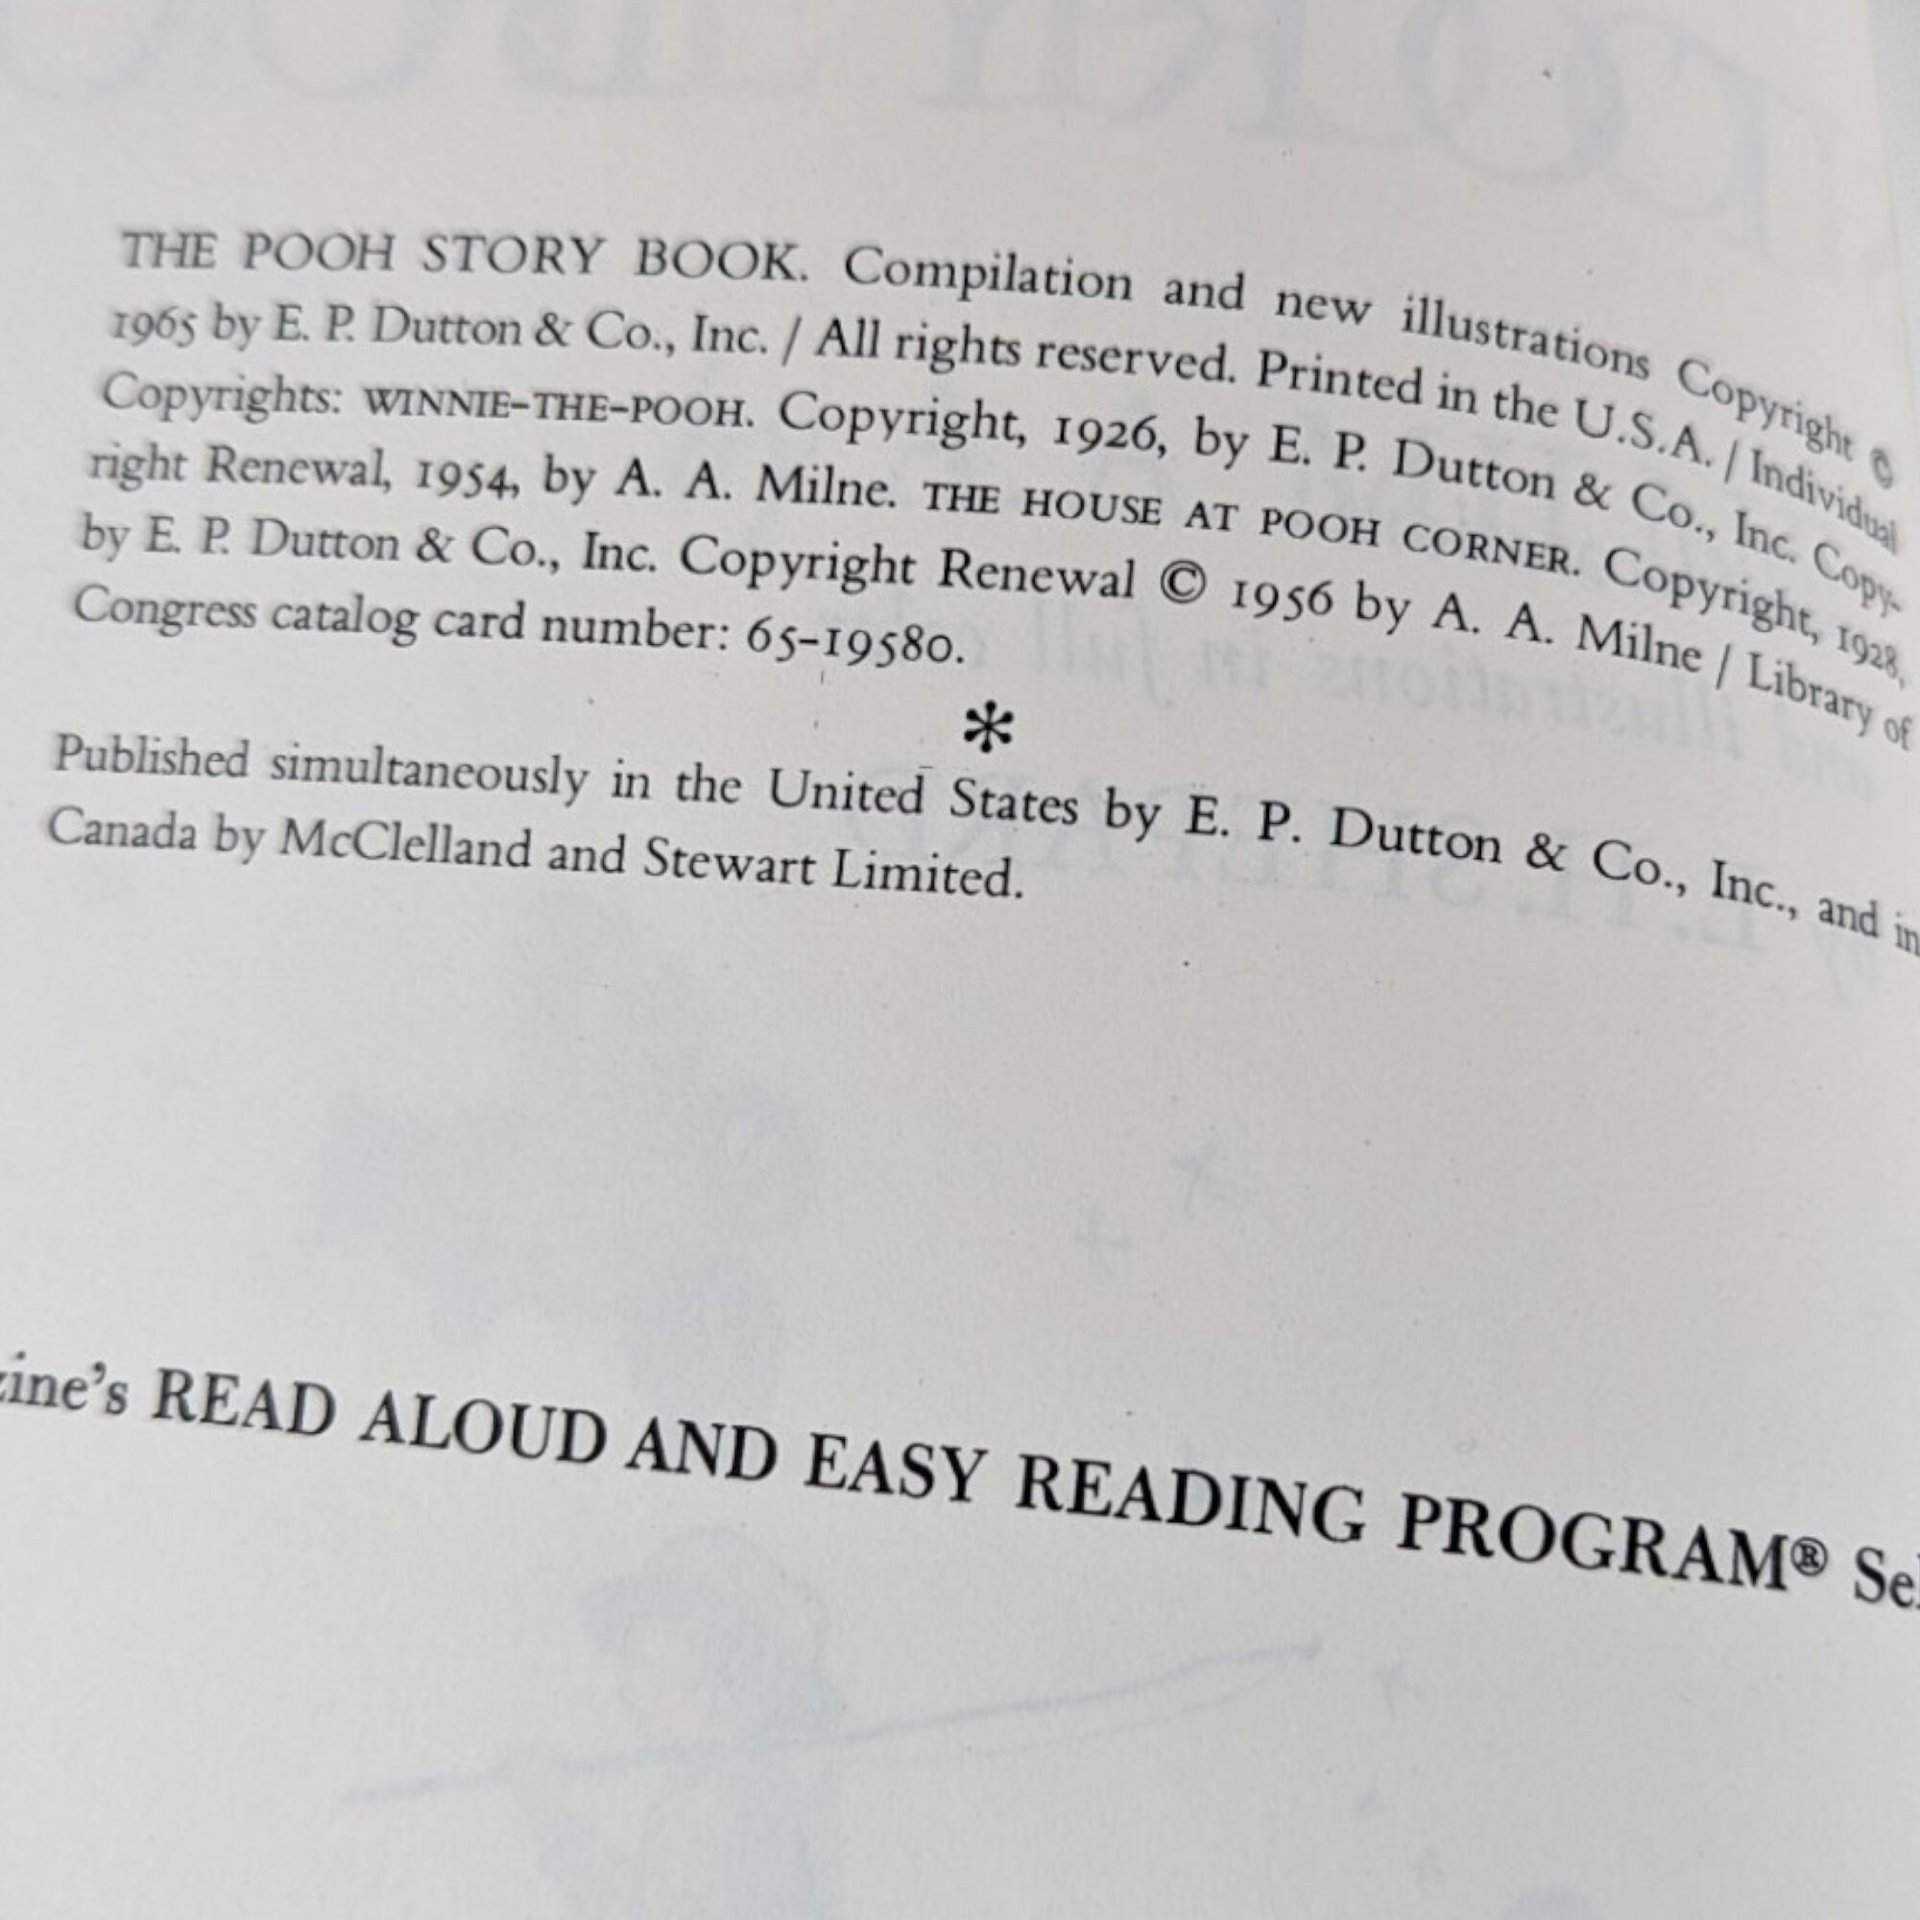 THE POOH STORY BOOK. Compilation and new illustrations Copyright ©
1965 by E. P. Dutton & Co., Inc. / All rights reserved. Printed in the U.S.A. / Individual
Copyrights: WINNIE-THE-POOH. Copyright, 1926, by E. P. Dutton & Co., Inc. Copy-
right Renewal, 1954, by A. A. Milne. THE HOUSE AT POOH CORNER. Copyright, 1928,
by E. P. Dutton & Co., Inc. Copyright Renewal © 1956 by A. A. Milne / Library of
Congress catalog card number: 65-19580.
*
Published simultaneously in the United States by E. P. Dutton & Co., Inc., and in
Canada by McClelland and Stewart Limited.
zine's READ ALOUD AND EASY READING PROGRAM® Sel